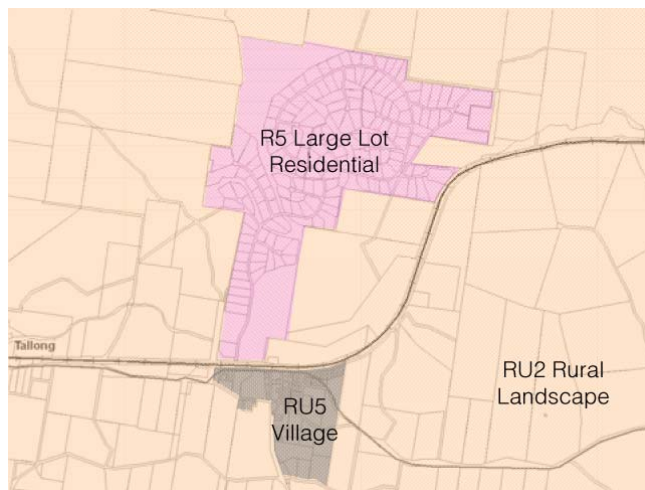 R5 Large Lot
Residential
Tallong
RU2 Rural
Landscape
RU5
Village